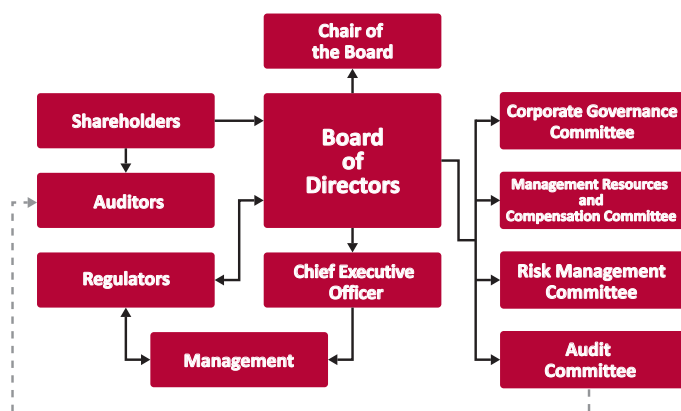 Chair of
the Board
Shareholders
Board
of
Directors
Corporate Governance
Committee
Auditors
Management Resources
and
Compensation Committee
Regulators
Chief Executive
Officer
Risk Management
Committee
Management
Audit
Committee